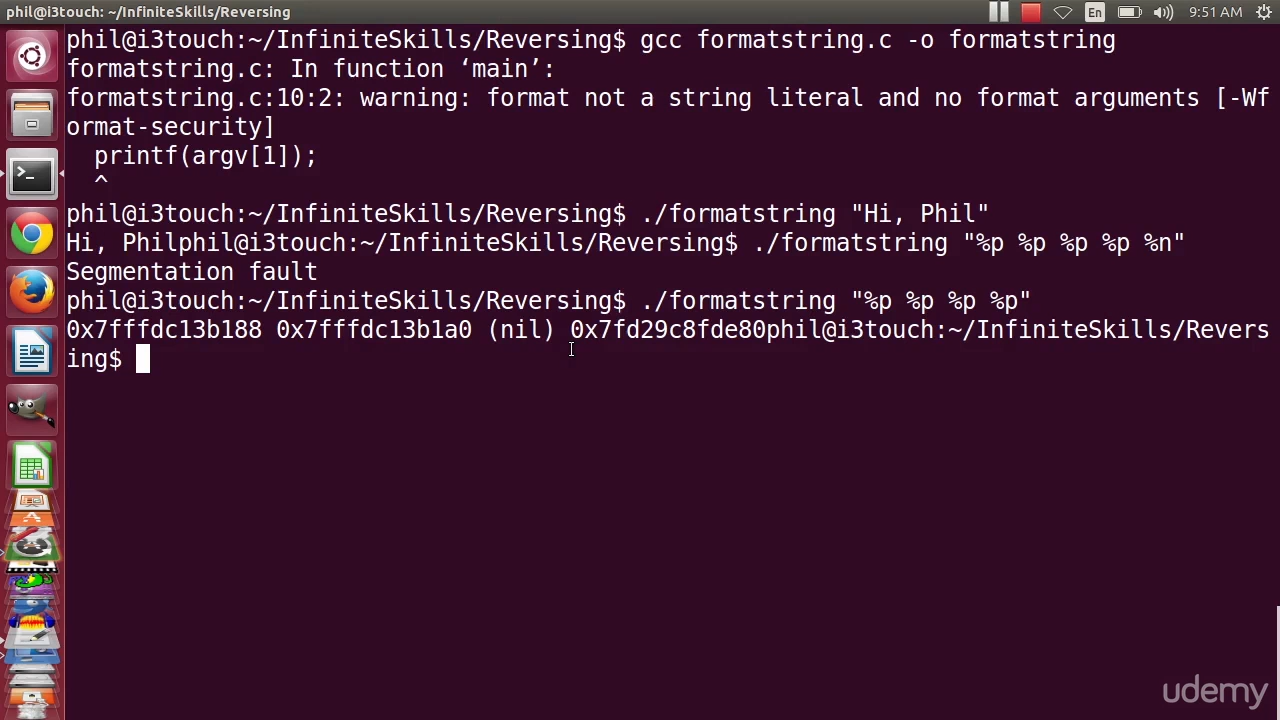 phil@i3touch: ~/InfiniteSkills/Reversing
En
9:51 AM
phil@i3touch:~/InfiniteSkills/Reversing$ gcc formatstring.c -o formatstring
formatstring.c: In function ‘main’:
formatstring.c:10:2: warning: format not a string literal and no format arguments [-Wf
ormat-security]
  printf(argv[1]);
  ^
phil@i3touch:~/InfiniteSkills/Reversing$ ./formatstring "Hi, Phil"
Hi, Philphil@i3touch:~/InfiniteSkills/Reversing$ ./formatstring "%p %p %p %p %n"
Segmentation fault
phil@i3touch:~/InfiniteSkills/Reversing$ ./formatstring "%p %p %p %p"
0x7fffdc13b188 0x7fffdc13b1a0 (nil) 0x7fd29c8fde80phil@i3touch:~/InfiniteSkills/Revers
ing$
udemy